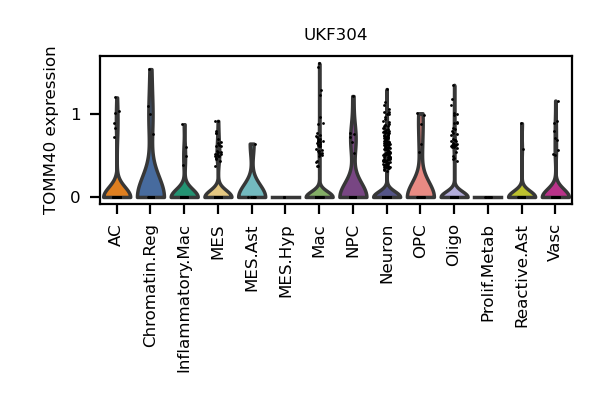 UKF304
TOMM40 expression
1
0
AC
Chromatin.Reg
Inflammatory.Mac
MES
MES.Ast
MES.Hyp
Mac
NPC
Neuron
OPC
Oligo
Prolif.Metab
Reactive.Ast
Vasc